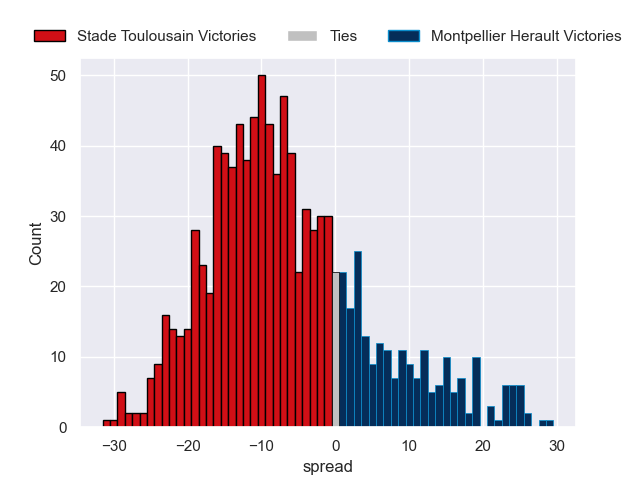 Stade Toulousain Victories Ties Montpellier Herault Victories
50
40
30
20
10
0
Count
−30 −20 −10 0 10 20 30
spread